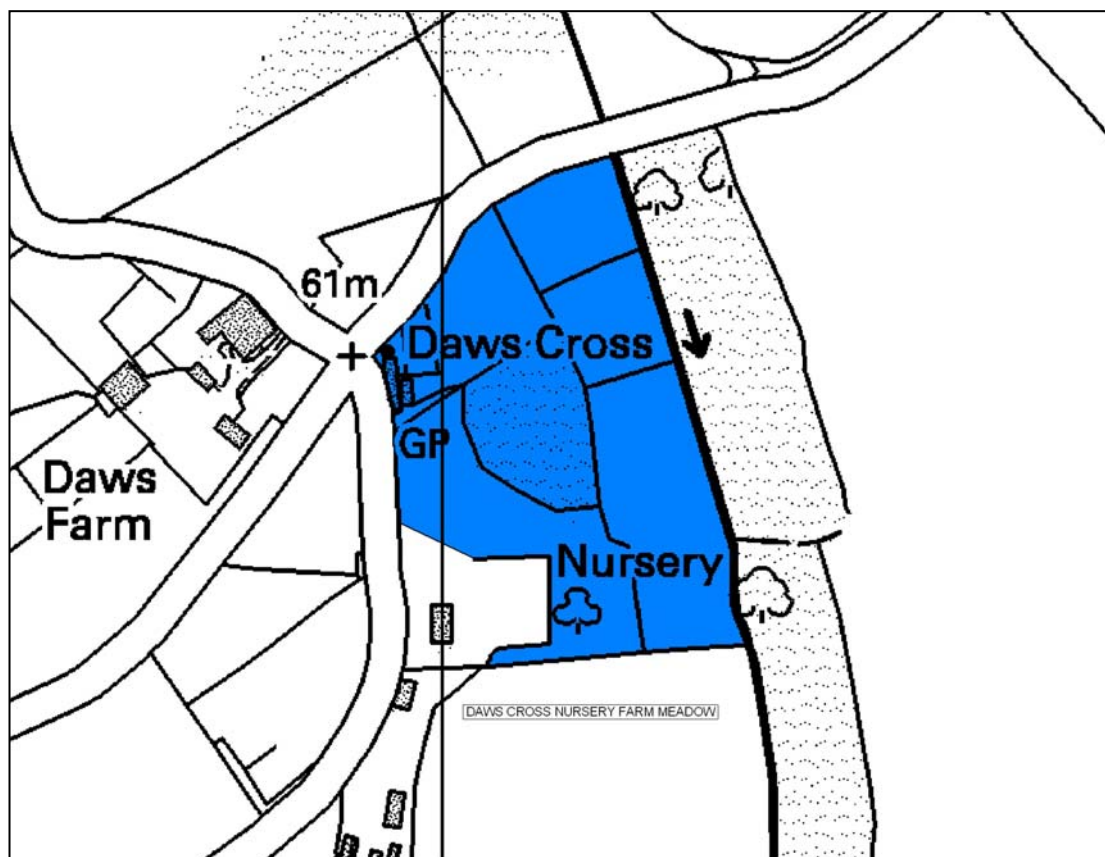 61m
Daws Cross
GP
Daws
Farm
Nursery
DAWS CROSS NURSERY FARM MEADOW